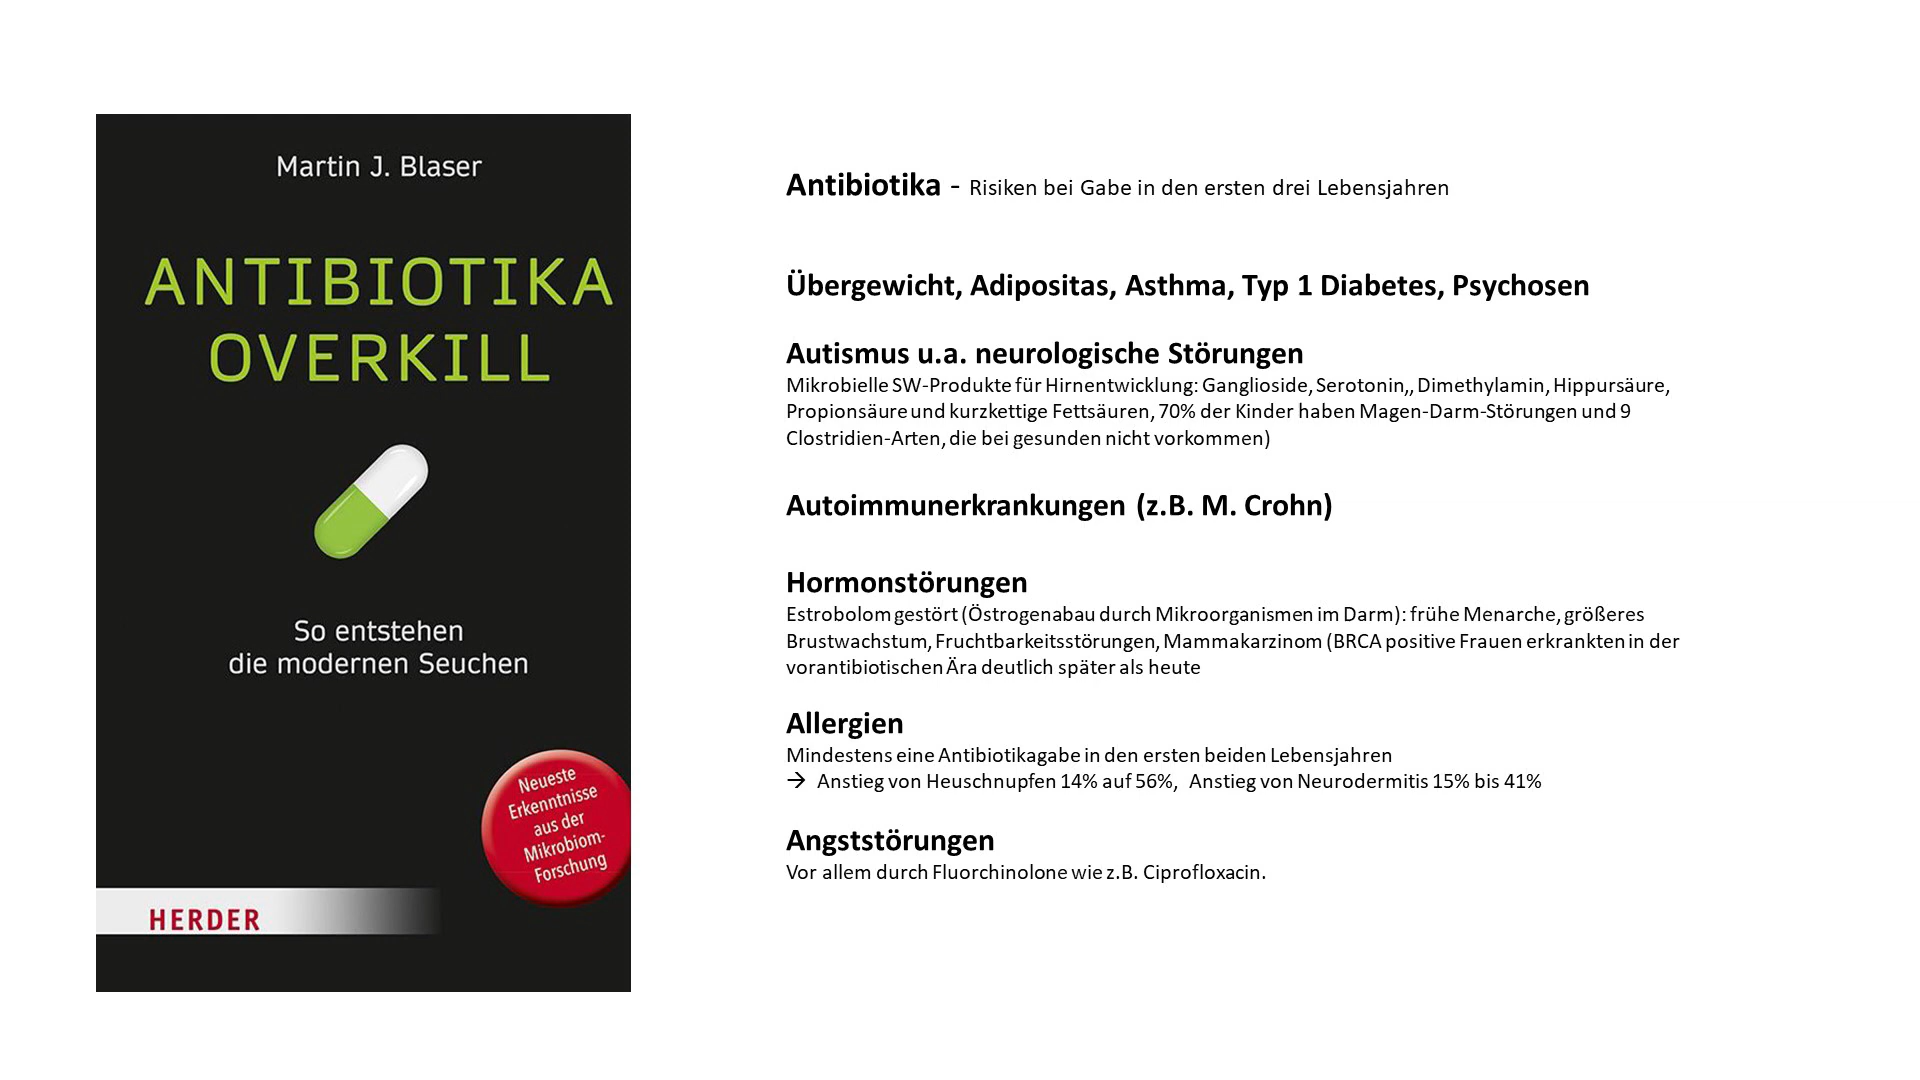 Martin J. Blaser
ANTIBIOTIKA
OVERKILL
So entstehen
die modernen Seuchen
Neueste
Erkenntnisse
aus der
Mikrobiom-
Forschung
HERDER
Antibiotika - Risiken bei Gabe in den ersten drei Lebensjahren
Übergewicht, Adipositas, Asthma, Typ 1 Diabetes, Psychosen
Autismus u.a. neurologische Störungen
Mikrobielle SW-Produkte für Hirnentwicklung: Ganglioside, Serotonin,, Dimethylamin, Hippursäure,
Propionsäure und kurzkettige Fettsäuren, 70% der Kinder haben Magen-Darm-Störungen und 9
Clostridien-Arten, die bei gesunden nicht vorkommen)
Autoimmunerkrankungen (z.B. M. Crohn)
Hormonstörungen
Estrobolom gestört (Östrogenabau durch Mikroorganismen im Darm): frühe Menarche, größeres
Brustwachstum, Fruchtbarkeitsstörungen, Mammakarzinom (BRCA positive Frauen erkrankten in der
vorantibiotischen Ära deutlich später als heute
Allergien
Mindestens eine Antibiotikagabe in den ersten beiden Lebensjahren
→ Anstieg von Heuschnupfen 14% auf 56%, Anstieg von Neurodermitis 15% bis 41%
Angststörungen
Vor allem durch Fluorchinolone wie z.B. Ciprofloxacin.